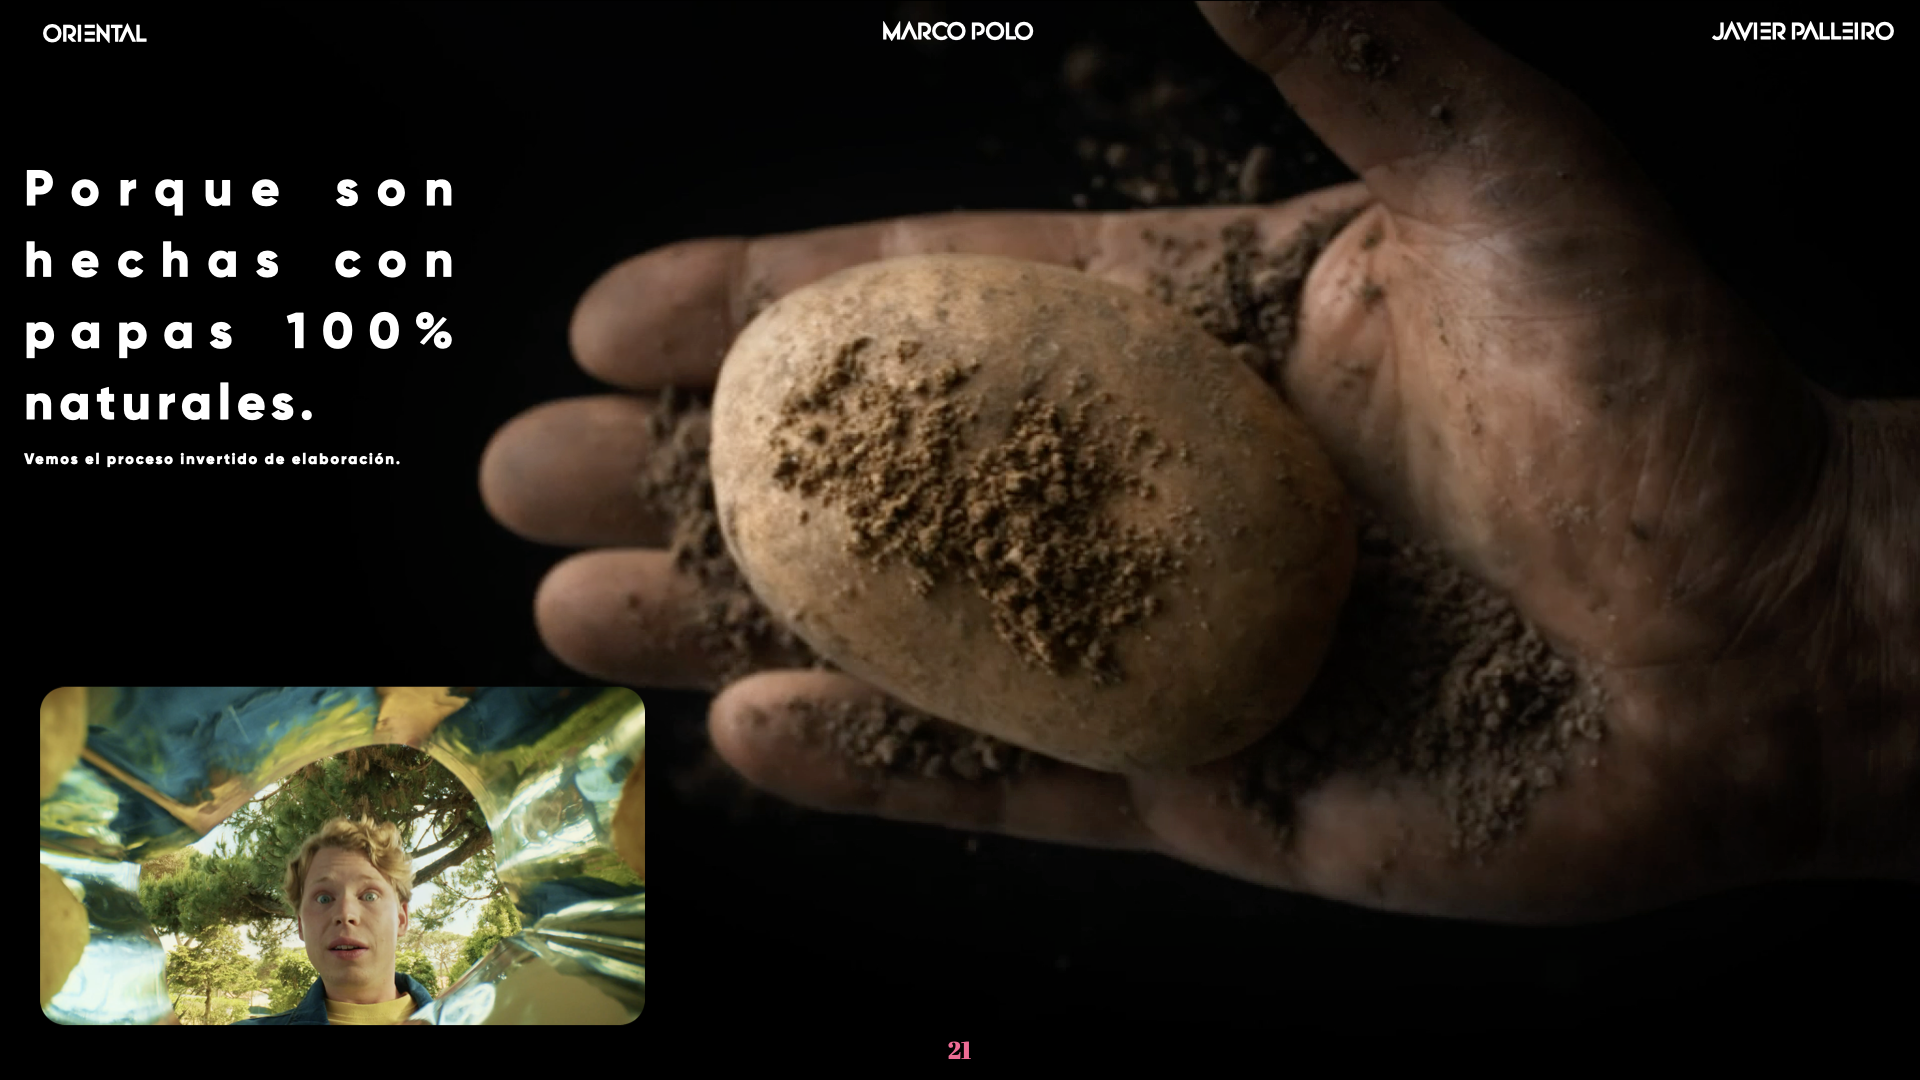 ORIENTAL
MARCO POLO
JAVIER PALLEIRO
Porque son
hechas con
papas 100%
naturales.
Vemos el proceso invertido de elaboración.
21